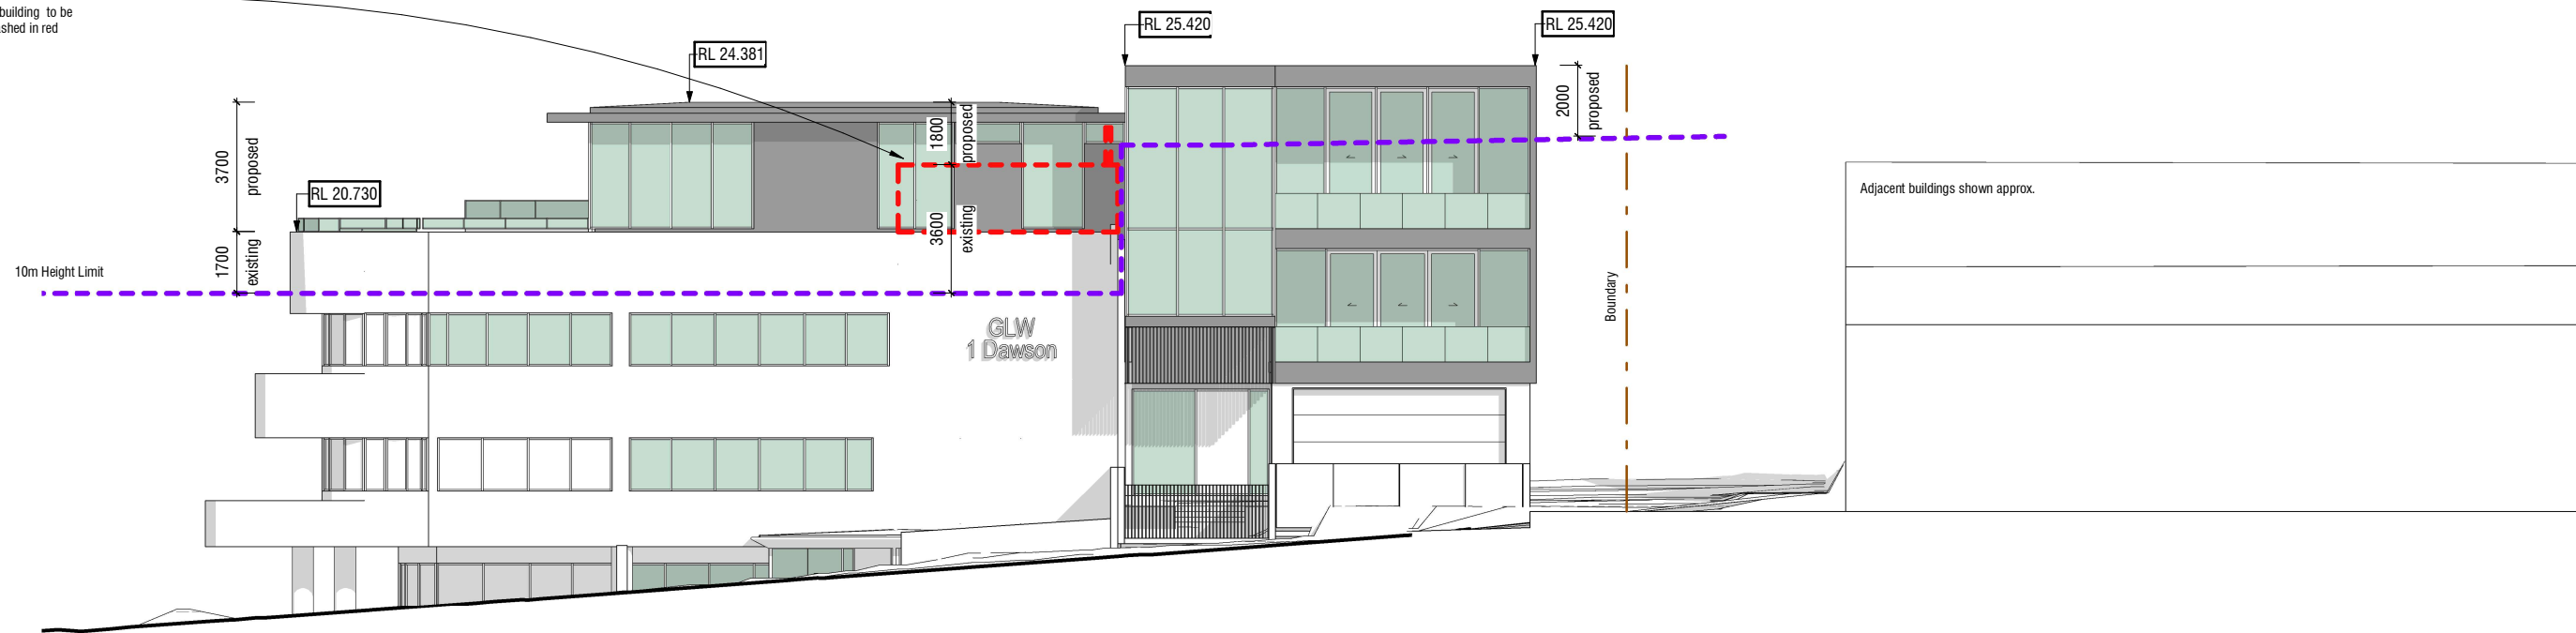 building to be
shed in red
RL 25.420
RL 25.420
RL 24.381
2000
proposed
1800
proposed
3700
proposed
RL 20.730
Adjacent buildings shown approx.
3600
existing
1700
existing
10m Height Limit
Boundary
GLW
1 Dawson